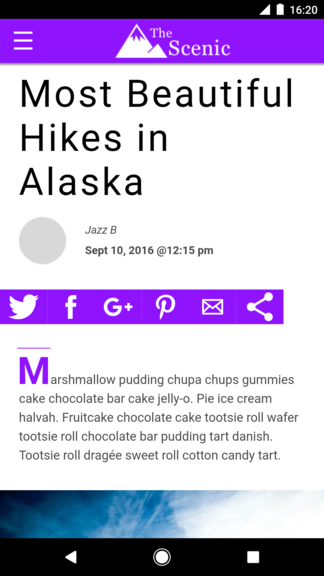 16:20
The
Scenic
Most Beautiful
Hikes in
Alaska
Jazz B
Sept 10, 2016 @12:15 pm
f
G+
Marshmallow pudding chupa chups gummies
cake chocolate bar cake jelly-o. Pie ice cream
halvah. Fruitcake chocolate cake tootsie roll wafer
tootsie roll chocolate bar pudding tart danish.
Tootsie roll dragée sweet roll cotton candy tart.